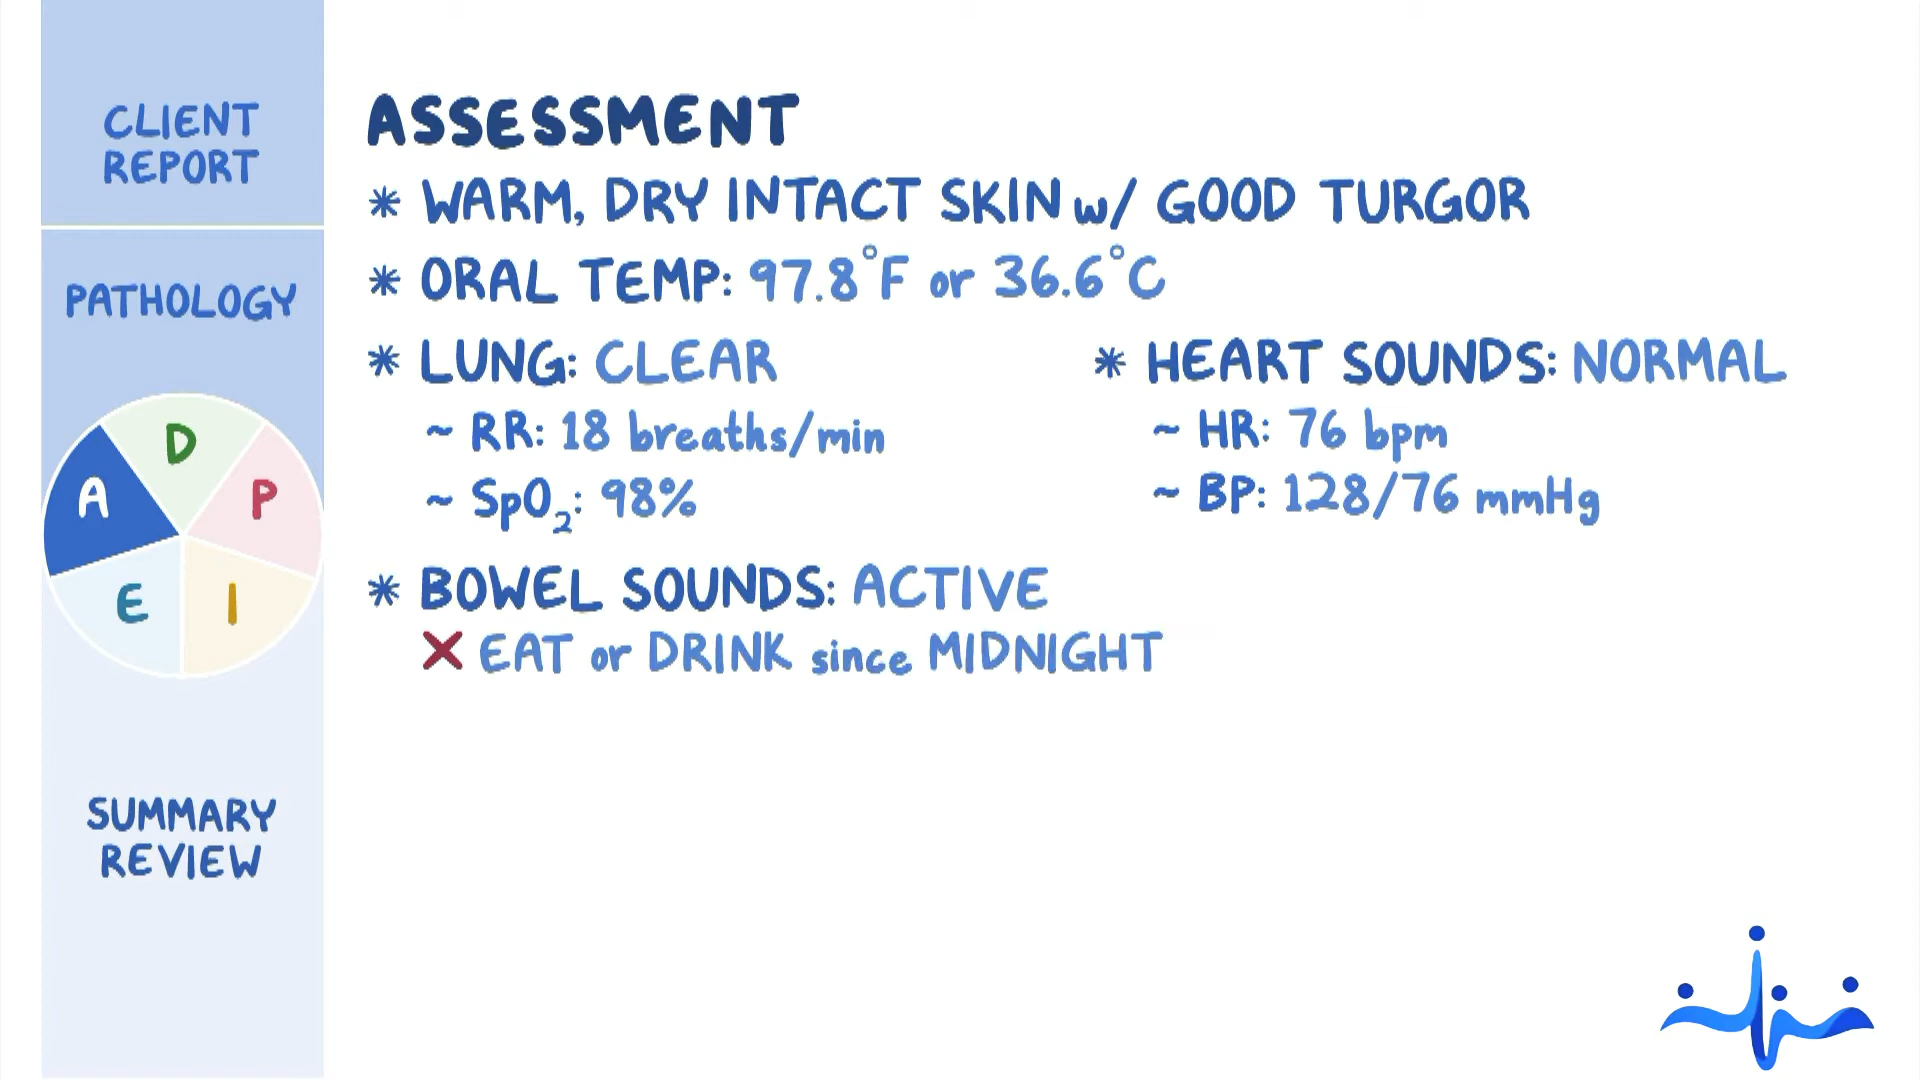 CLIENT
REPORT
PATHOLOGY
D
A
P
E
I
SUMMARY
REVIEW
ASSESSMENT
* WARM, DRY INTACT SKIN w/ GOOD TURGOR
* ORAL TEMP: 97.8°F or 36.6°C
* LUNG: CLEAR
~ RR: 18 breaths/min
~ SpO₂: 98%
* HEART SOUNDS: NORMAL
~ HR: 76 bpm
~ BP: 128/76 mmHg
* BOWEL SOUNDS: ACTIVE
✗ EAT or DRINK since MIDNIGHT